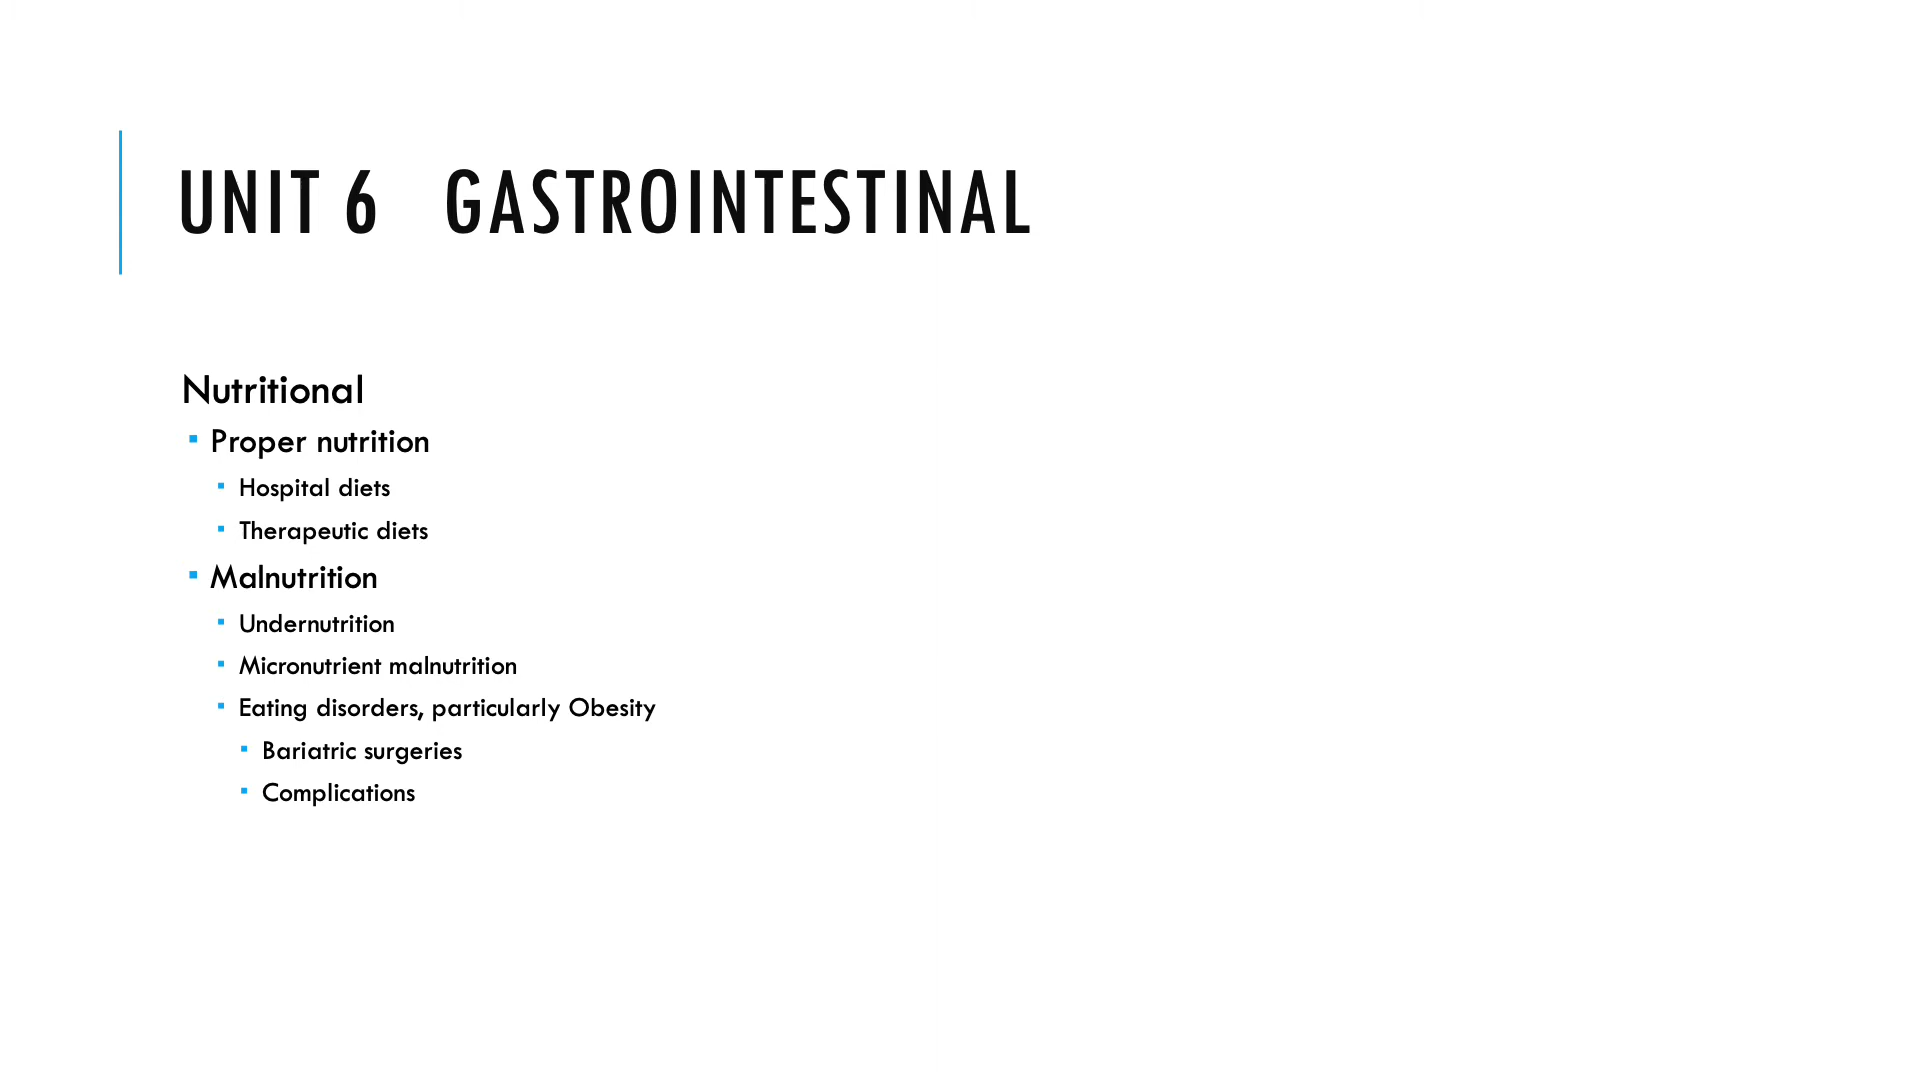 UNIT 6 GASTROINTESTINAL
Nutritional
Proper nutrition
Hospital diets
Therapeutic diets
Malnutrition
Undernutrition
Micronutrient malnutrition
Eating disorders, particularly Obesity
Bariatric surgeries
Complications